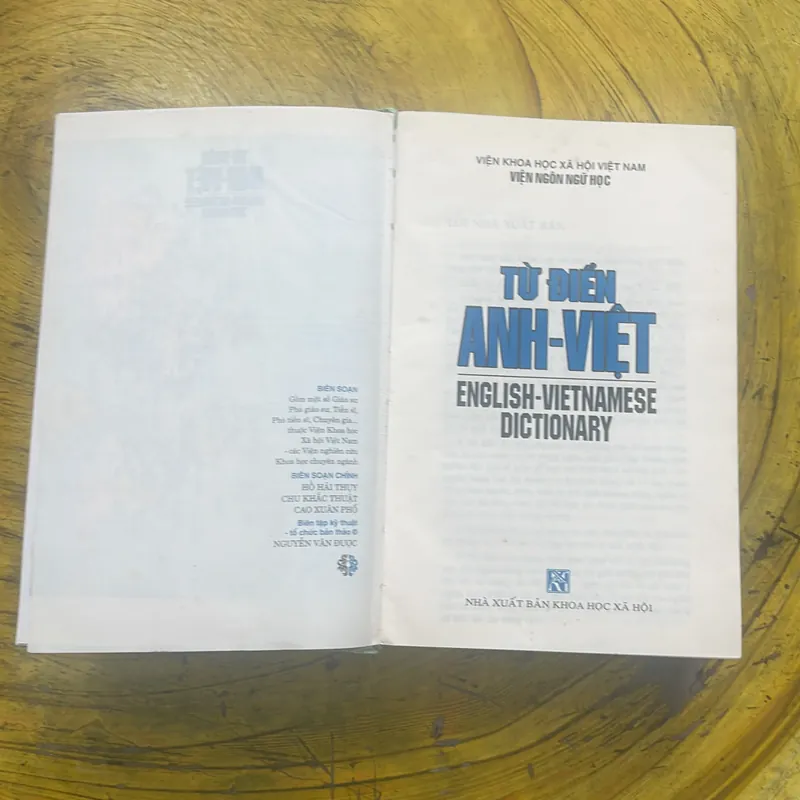 BIÊN SOẠN
Gồm một số Giáo sư
Phó giáo sư, Tiến sĩ,
Phó tiến sĩ, Chuyên gia...
thuộc Viện Khoa học
Xã hội Việt Nam
- các Viện nghiên cứu
Khoa học chuyên ngành
BIÊN SOẠN CHÍNH
HỒ HẢI THỤY
CHU KHẮC THUẬT
CAO XUÂN PHỔ
Biên tập kỹ thuật
- tổ chức bản thảo ©
NGUYỄN VĂN ĐƯỢC
VIỆN KHOA HỌC XÃ HỘI VIỆT NAM
VIỆN NGÔN NGỮ HỌC
NHÀ XUẤT BẢN
TỪ ĐIỂN
ANH-VIỆT
ENGLISH-VIETNAMESE
DICTIONARY
NHÀ XUẤT BẢN KHOA HỌC XÃ HỘI